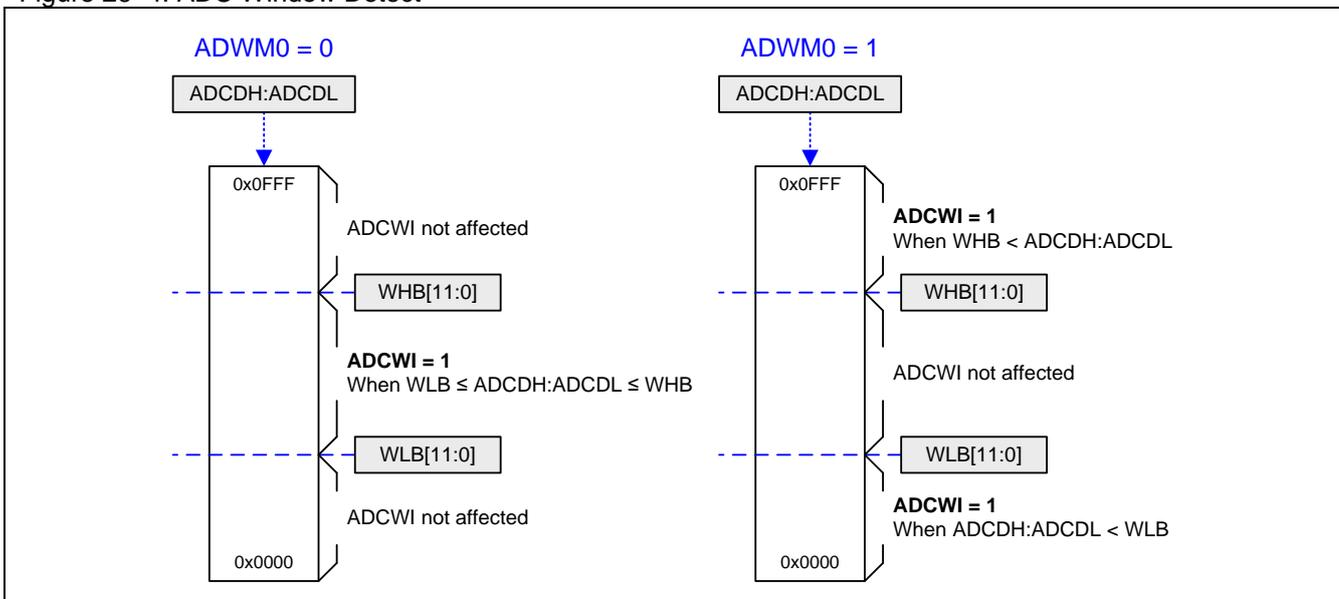 ADWM0 = 0
ADCDH:ADCDL
0x0FFF
ADCWI not affected
WHB[11:0]
ADCWI = 1
When WLB ≤ ADCDH:ADCDL ≤ WHB
WLB[11:0]
ADCWI not affected
0x0000
ADWM0 = 1
ADCDH:ADCDL
0x0FFF
ADCWI = 1
When WHB < ADCDH:ADCDL
WHB[11:0]
ADCWI not affected
WLB[11:0]
ADCWI = 1
When ADCDH:ADCDL < WLB
0x0000